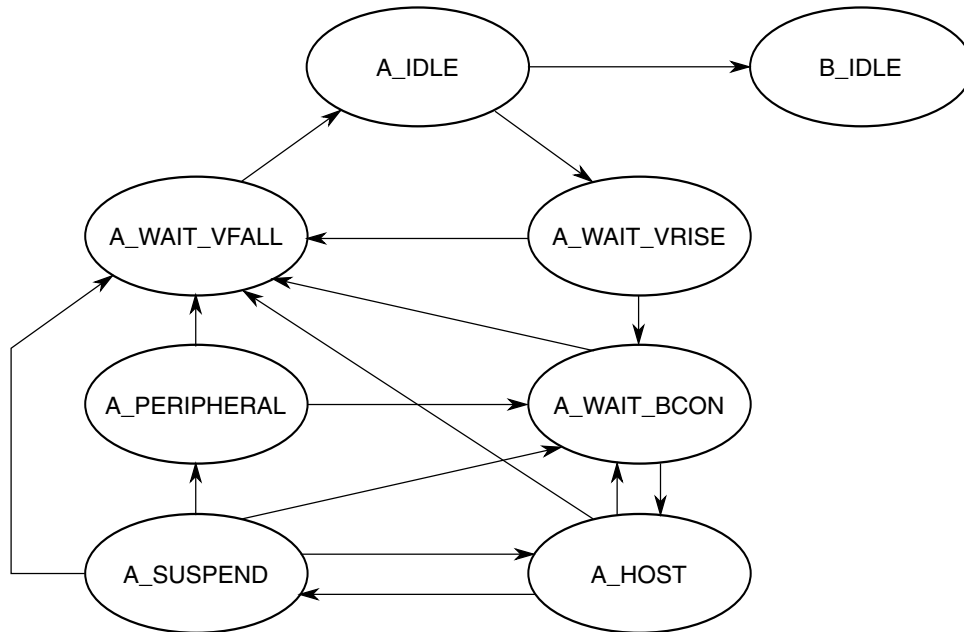 A_IDLE
B_IDLE
A_WAIT_VFALL
A_WAIT_VRISE
A_PERIPHERAL
A_WAIT_BCON
A_SUSPEND
A_HOST